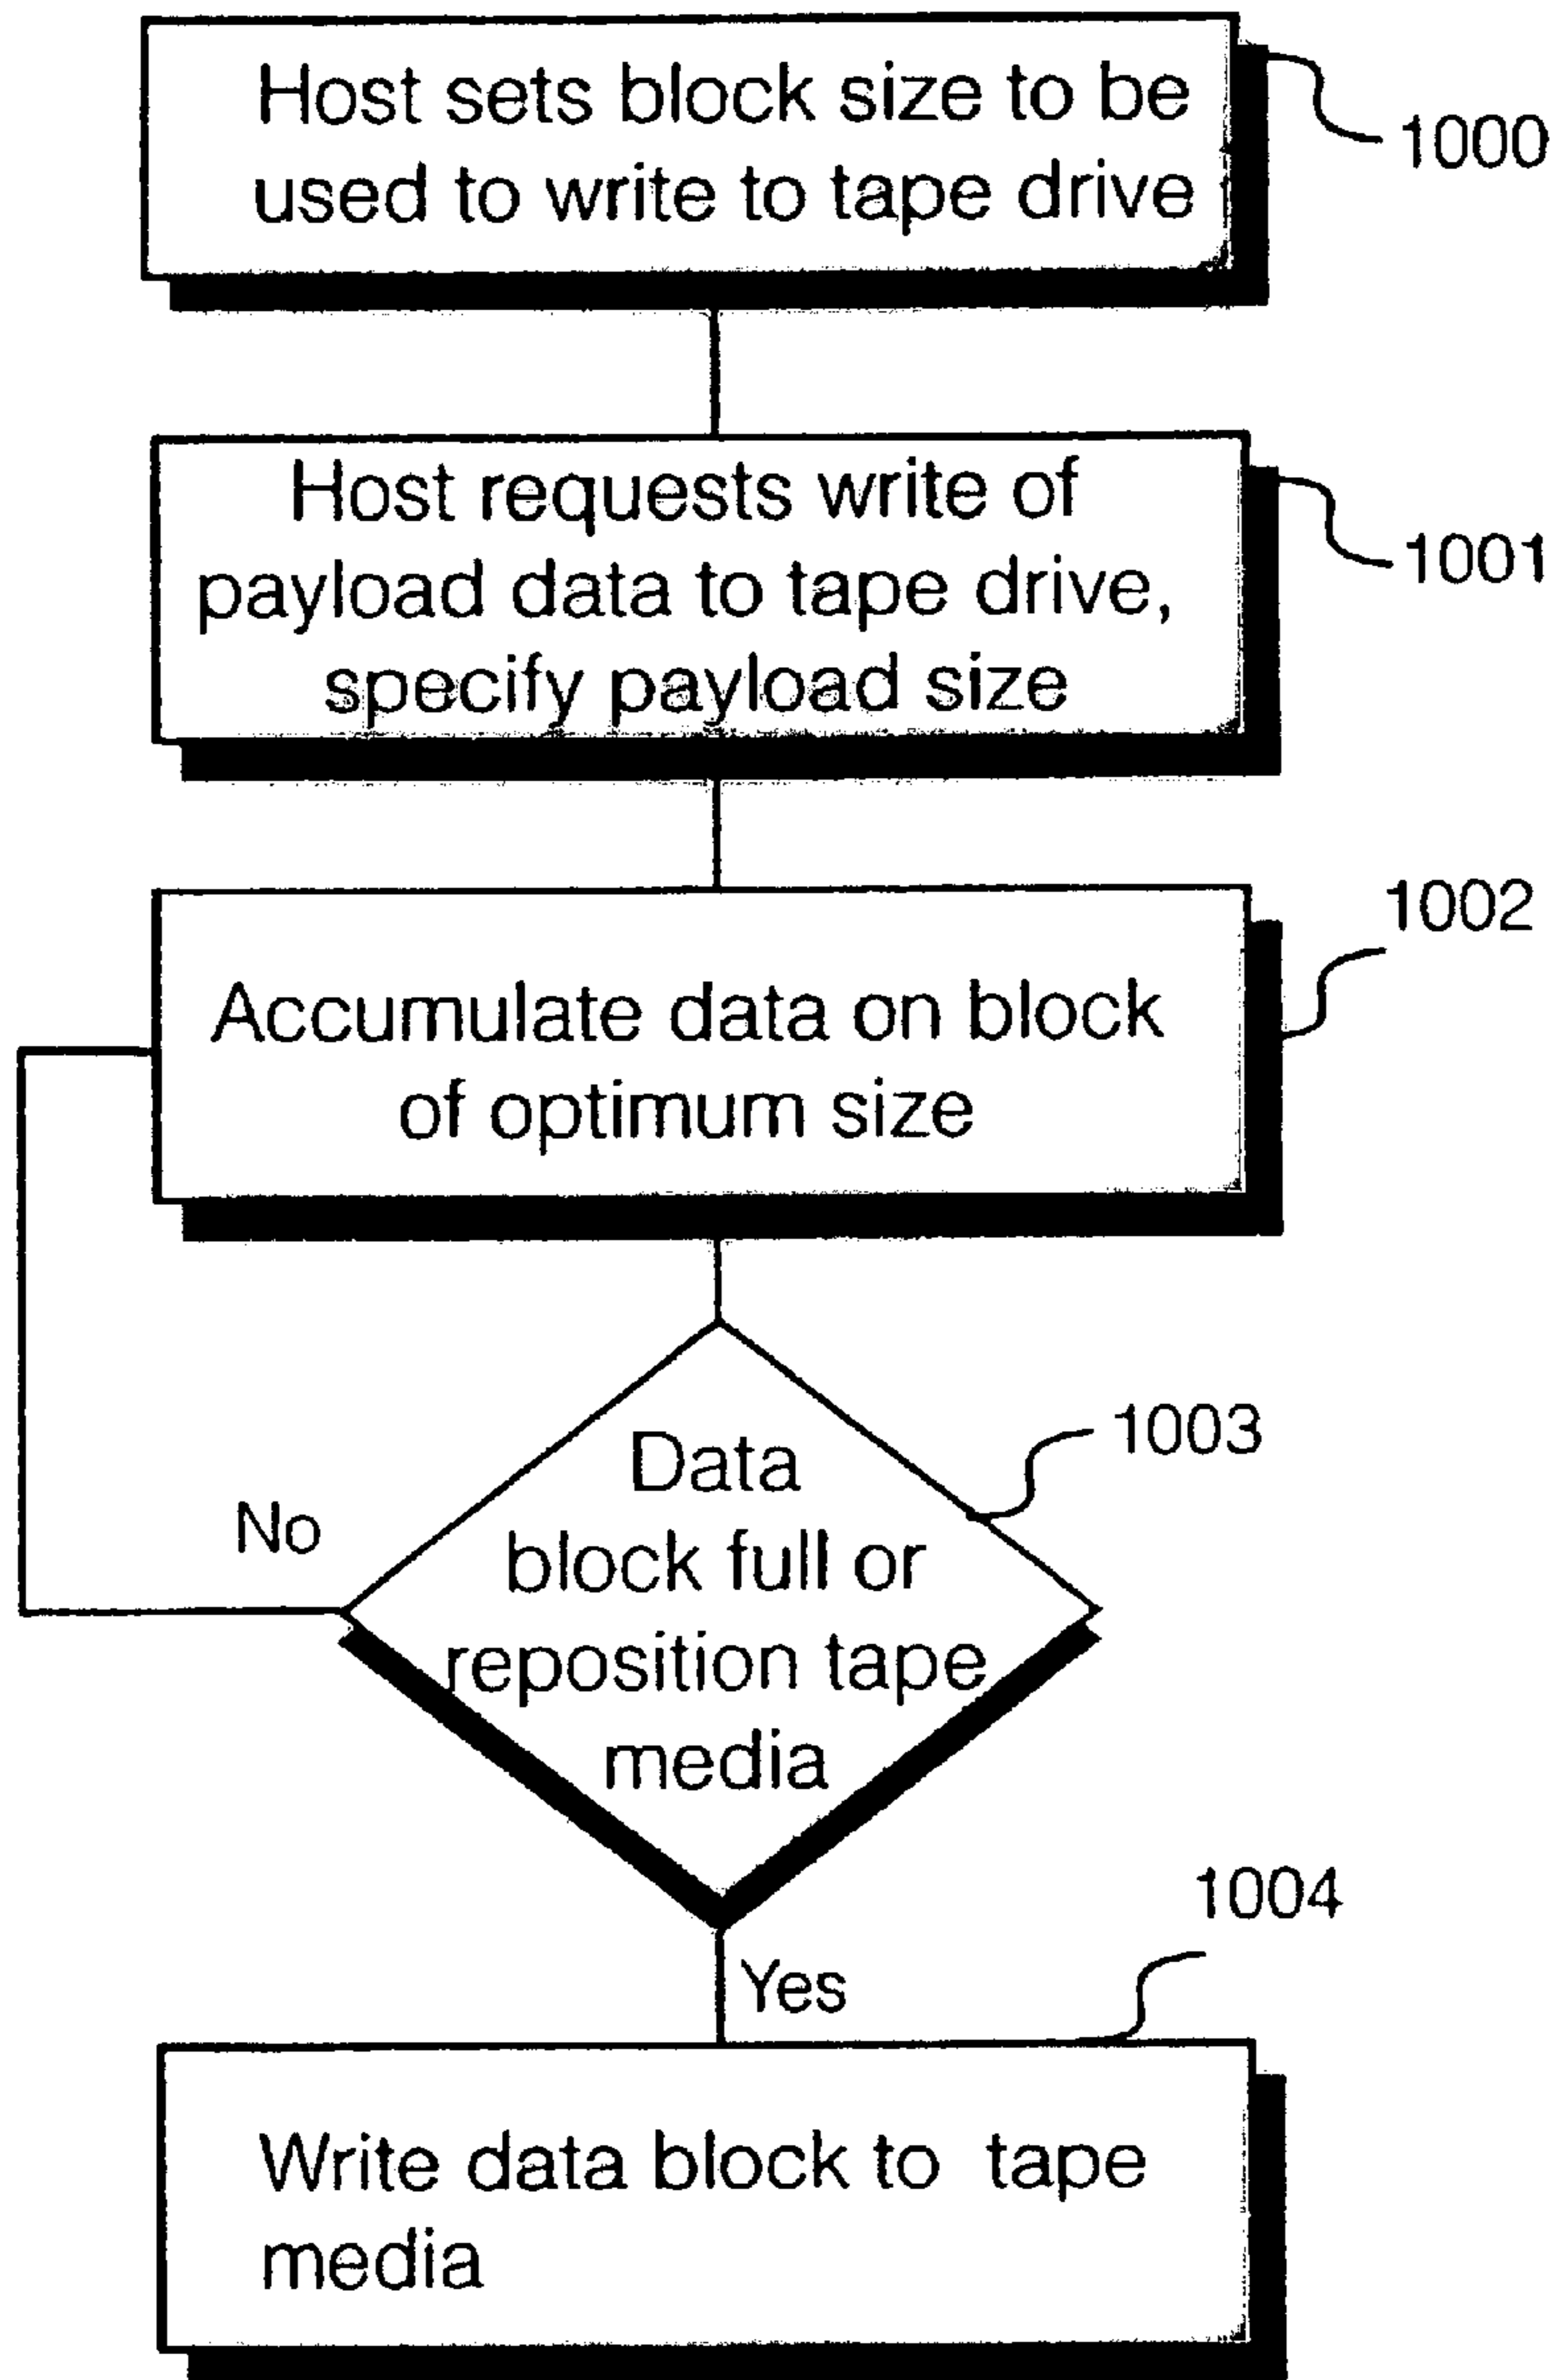 Host sets block size to be
used to write to tape drive
1000
Host requests write of
payload data to tape drive,
specify payload size
1001
1002
Accumulate data on block
of optimum size
1003
Data
block full or
reposition tape
media
No
Yes
1004
Write data block to tape
media